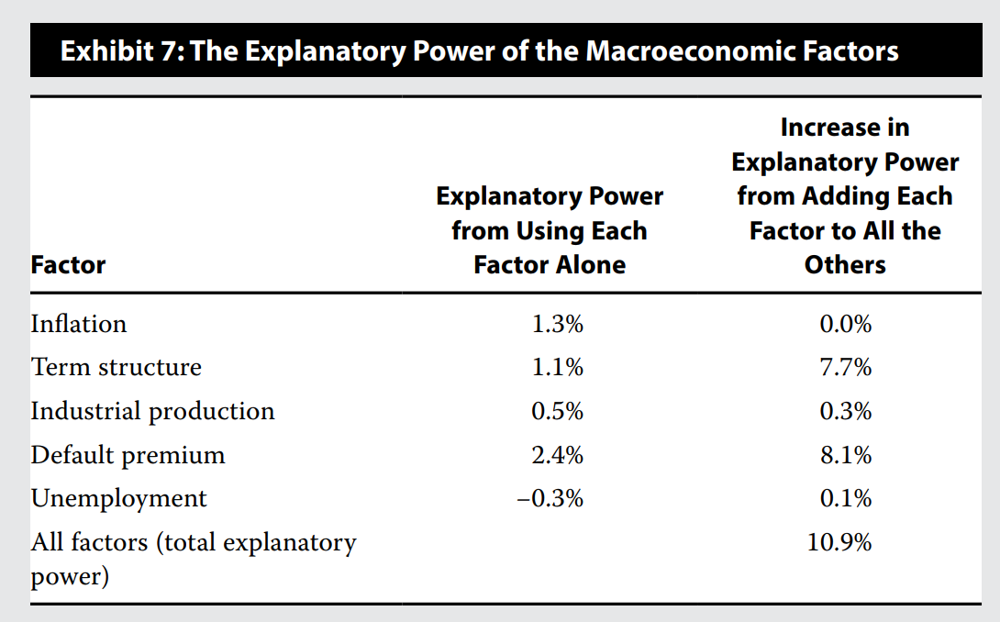 Exhibit 7: The Explanatory Power of the Macroeconomic Factors
Factor
Explanatory Power
from Using Each
Factor Alone
Increase in
Explanatory Power
from Adding Each
Factor to All the
Others
Inflation 1.3% 0.0%
Term structure 1.1% 7.7%
Industrial production 0.5% 0.3%
Default premium 2.4% 8.1%
Unemployment –0.3% 0.1%
All factors (total explanatory 10.9%
power)